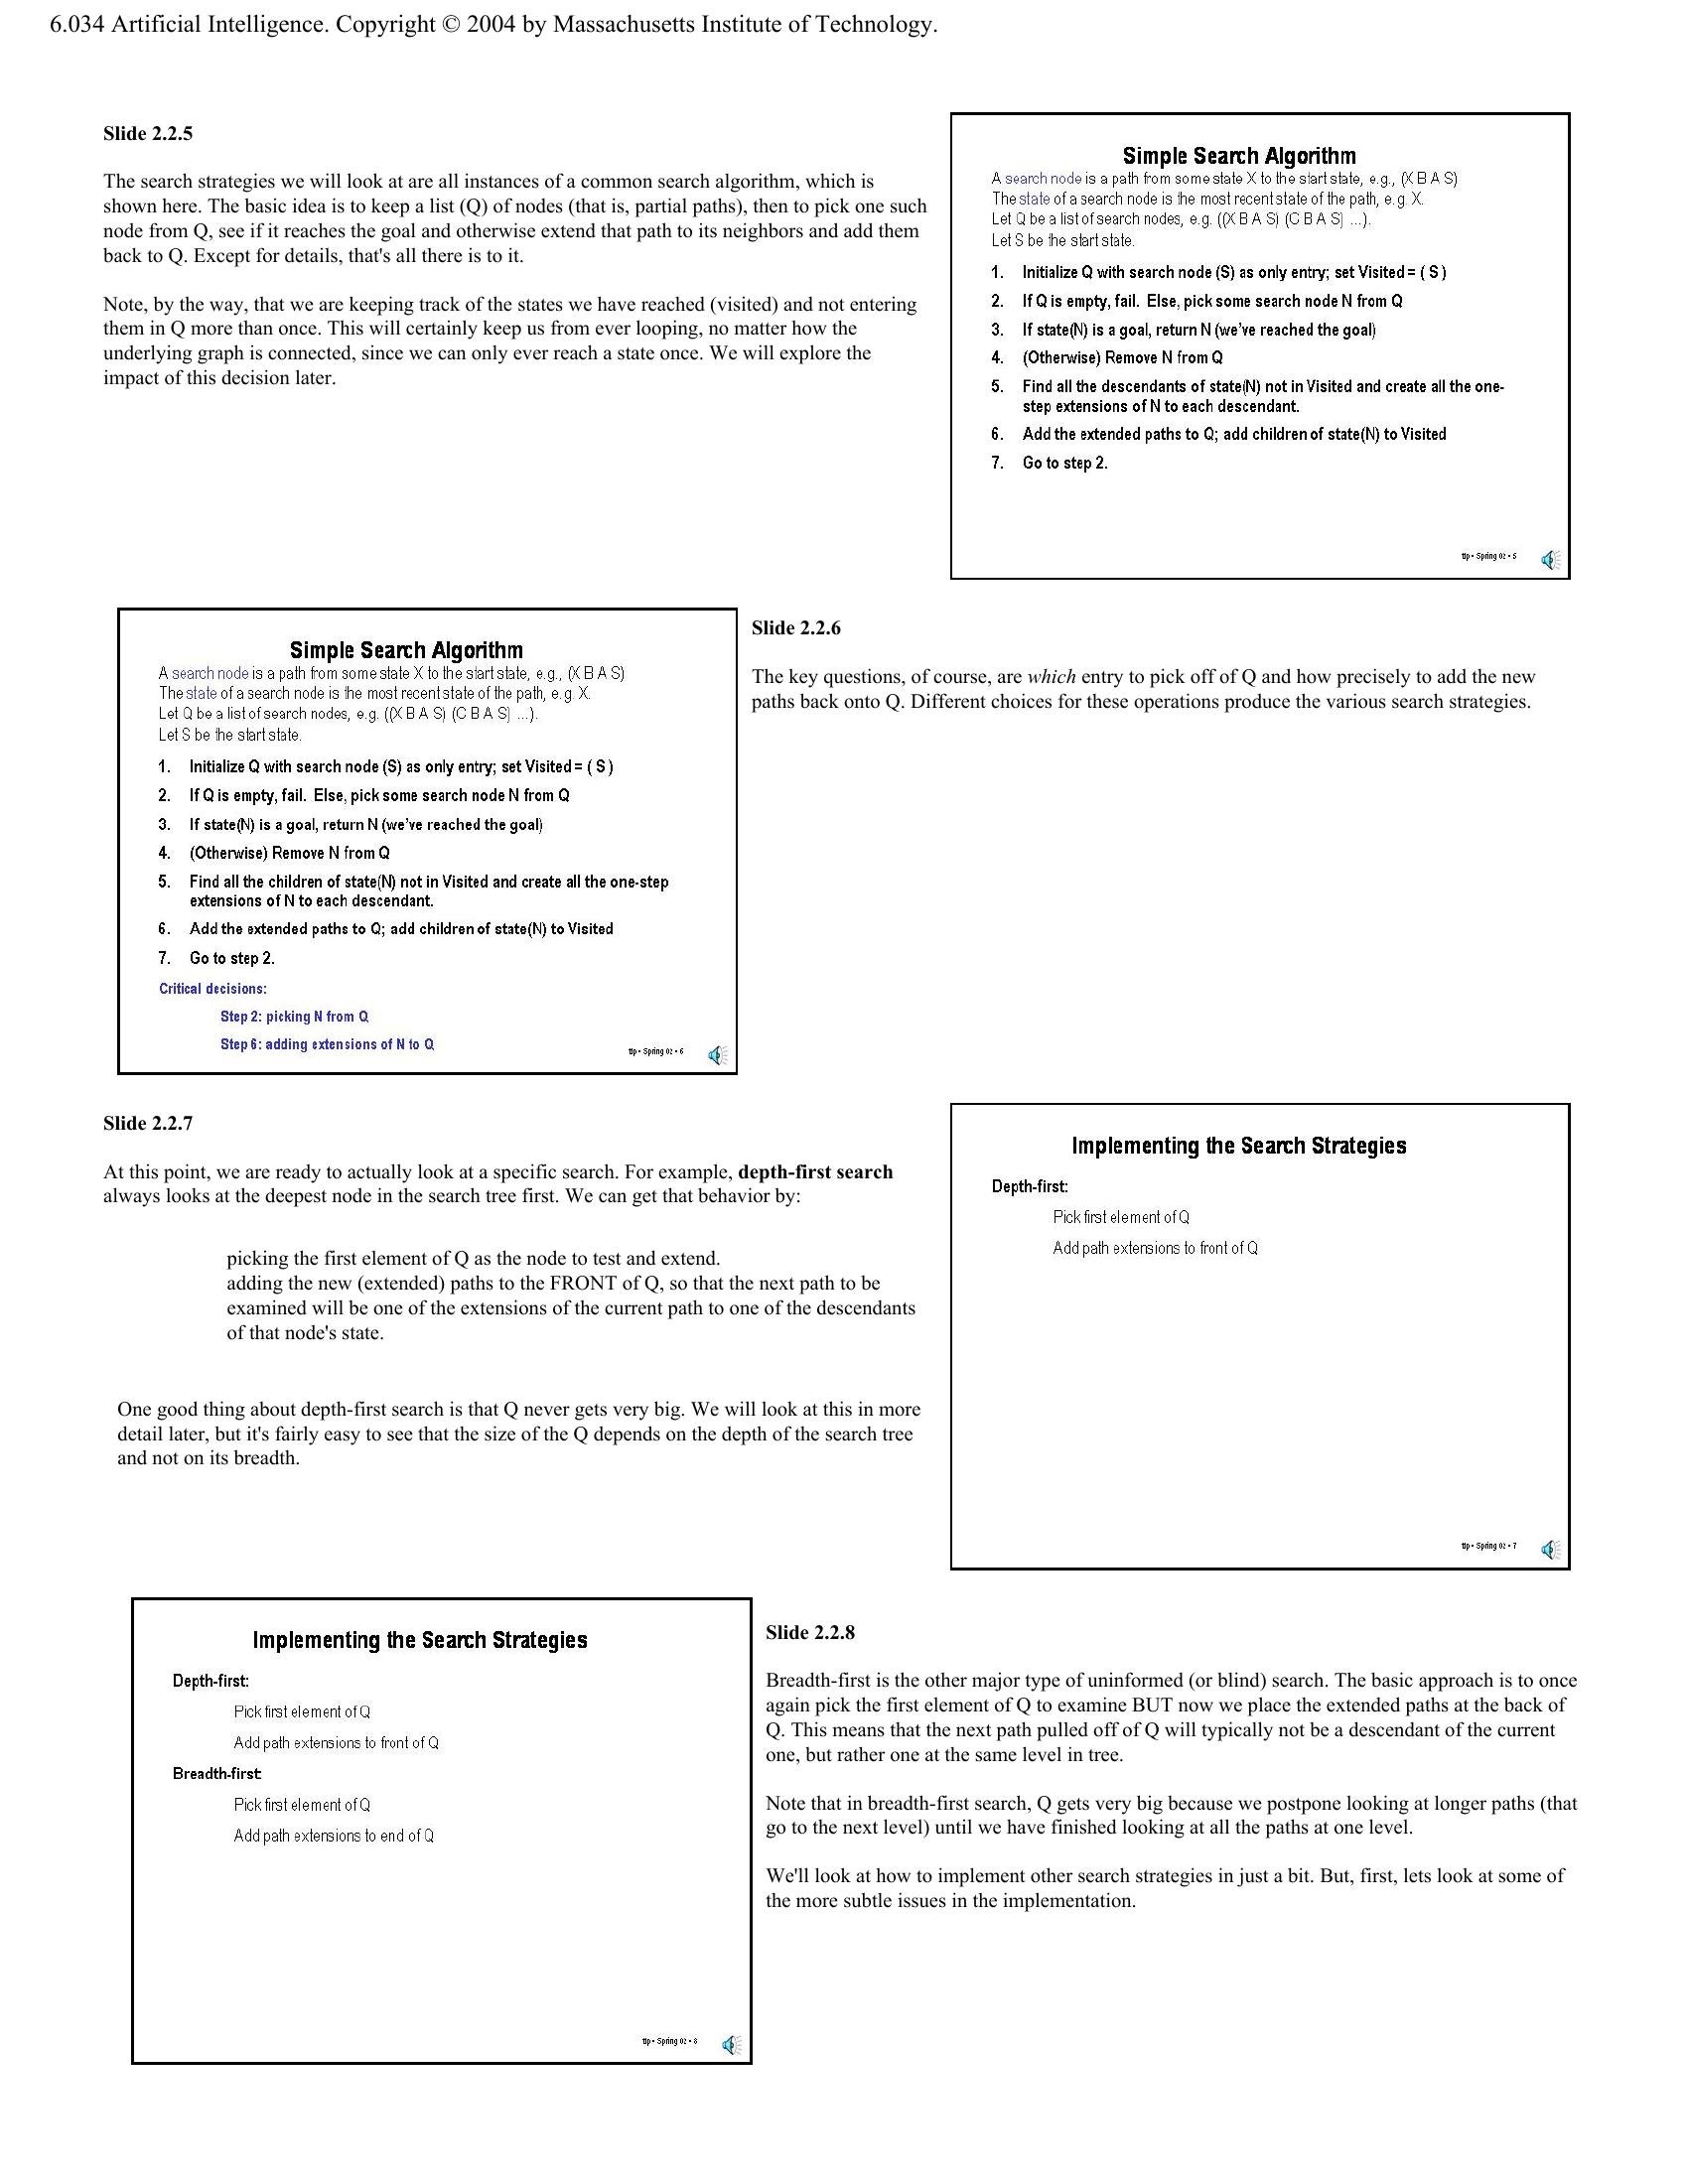 6.034 Artificial Intelligence. Copyright © 2004 by Massachusetts Institute of Technology.
Slide 2.2.5
The search strategies we will look at are all instances of a common search algorithm, which is
shown here. The basic idea is to keep a list (Q) of nodes (that is, partial paths), then to pick one such
node from Q, see if it reaches the goal and otherwise extend that path to its neighbors and add them
back to Q. Except for details, that's all there is to it.
Note, by the way, that we are keeping track of the states we have reached (visited) and not entering
them in Q more than once. This will certainly keep us from ever looping, no matter how the
underlying graph is connected, since we can only ever reach a state once. We will explore the
impact of this decision later.
Simple Search Algorithm
A search node is a path from some state X to the start state, e.g., (X B A S)
The state of a search node is the most recent state of the path, e.g. X.
Let Q be a list of search nodes, e.g. ((X B A S) (C B A S) ...).
Let S be the start state.
1. Initialize Q with search node (S) as only entry; set Visited = ( S )
2. If Q is empty, fail. Else, pick some search node N from Q
3. If state(N) is a goal, return N (we've reached the goal)
4. (Otherwise) Remove N from Q
5. Find all the descendants of state(N) not in Visited and create all the one-
step extensions of N to each descendant.
6. Add the extended paths to Q; add children of state(N) to Visited
7. Go to step 2.
tlp • Spring 02 • 5
Simple Search Algorithm
A search node is a path from some state X to the start state, e.g., (X B A S)
The state of a search node is the most recent state of the path, e.g. X.
Let Q be a list of search nodes, e.g. ((X B A S) (C B A S) ...).
Let S be the start state.
1. Initialize Q with search node (S) as only entry; set Visited = ( S )
2. If Q is empty, fail. Else, pick some search node N from Q
3. If state(N) is a goal, return N (we've reached the goal)
4. (Otherwise) Remove N from Q
5. Find all the children of state(N) not in Visited and create all the one-step
extensions of N to each descendant.
6. Add the extended paths to Q; add children of state(N) to Visited
7. Go to step 2.
Critical decisions:
Step 2: picking N from Q
Step 6: adding extensions of N to Q
tlp • Spring 02 • 6
Slide 2.2.6
The key questions, of course, are which entry to pick off of Q and how precisely to add the new
paths back onto Q. Different choices for these operations produce the various search strategies.
Slide 2.2.7
At this point, we are ready to actually look at a specific search. For example, depth-first search
always looks at the deepest node in the search tree first. We can get that behavior by:
picking the first element of Q as the node to test and extend.
adding the new (extended) paths to the FRONT of Q, so that the next path to be
examined will be one of the extensions of the current path to one of the descendants
of that node's state.
One good thing about depth-first search is that Q never gets very big. We will look at this in more
detail later, but it's fairly easy to see that the size of the Q depends on the depth of the search tree
and not on its breadth.
Implementing the Search Strategies
Depth-first:
Pick first element of Q
Add path extensions to front of Q
tlp • Spring 02 • 7
Implementing the Search Strategies
Depth-first:
Pick first element of Q
Add path extensions to front of Q
Breadth-first:
Pick first element of Q
Add path extensions to end of Q
tlp • Spring 02 • 8
Slide 2.2.8
Breadth-first is the other major type of uninformed (or blind) search. The basic approach is to once
again pick the first element of Q to examine BUT now we place the extended paths at the back of
Q. This means that the next path pulled off of Q will typically not be a descendant of the current
one, but rather one at the same level in tree.
Note that in breadth-first search, Q gets very big because we postpone looking at longer paths (that
go to the next level) until we have finished looking at all the paths at one level.
We'll look at how to implement other search strategies in just a bit. But, first, lets look at some of
the more subtle issues in the implementation.